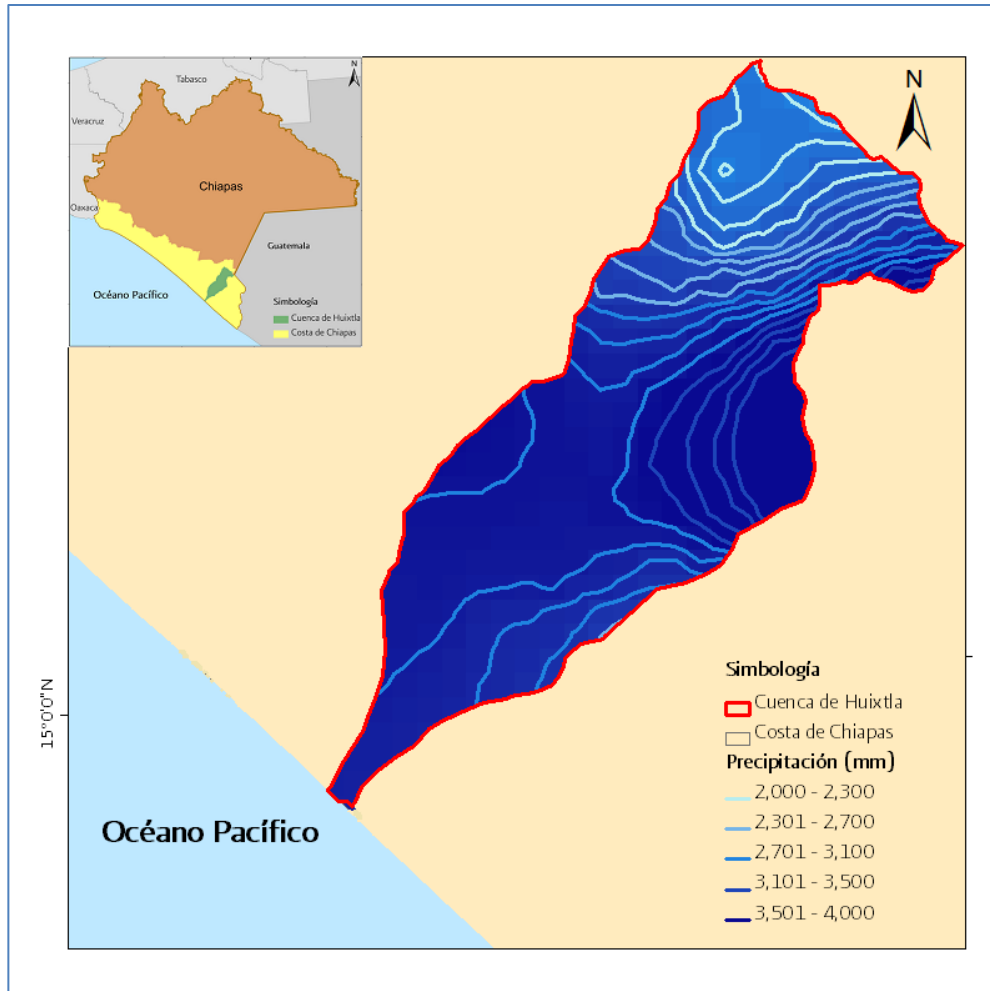 Tabasco
N
Veracruz
Chiapas
Oaxaca
Guatemala
Océano Pacífico
Simbología
Cuenca de Huixtla
Costa de Chiapas
N
15°0'0"N
Océano Pacífico
Simbología
Cuenca de Huixtla
Costa de Chiapas
Precipitación (mm)
2,000 - 2,300
2,301 - 2,700
2,701 - 3,100
3,101 - 3,500
3,501 - 4,000